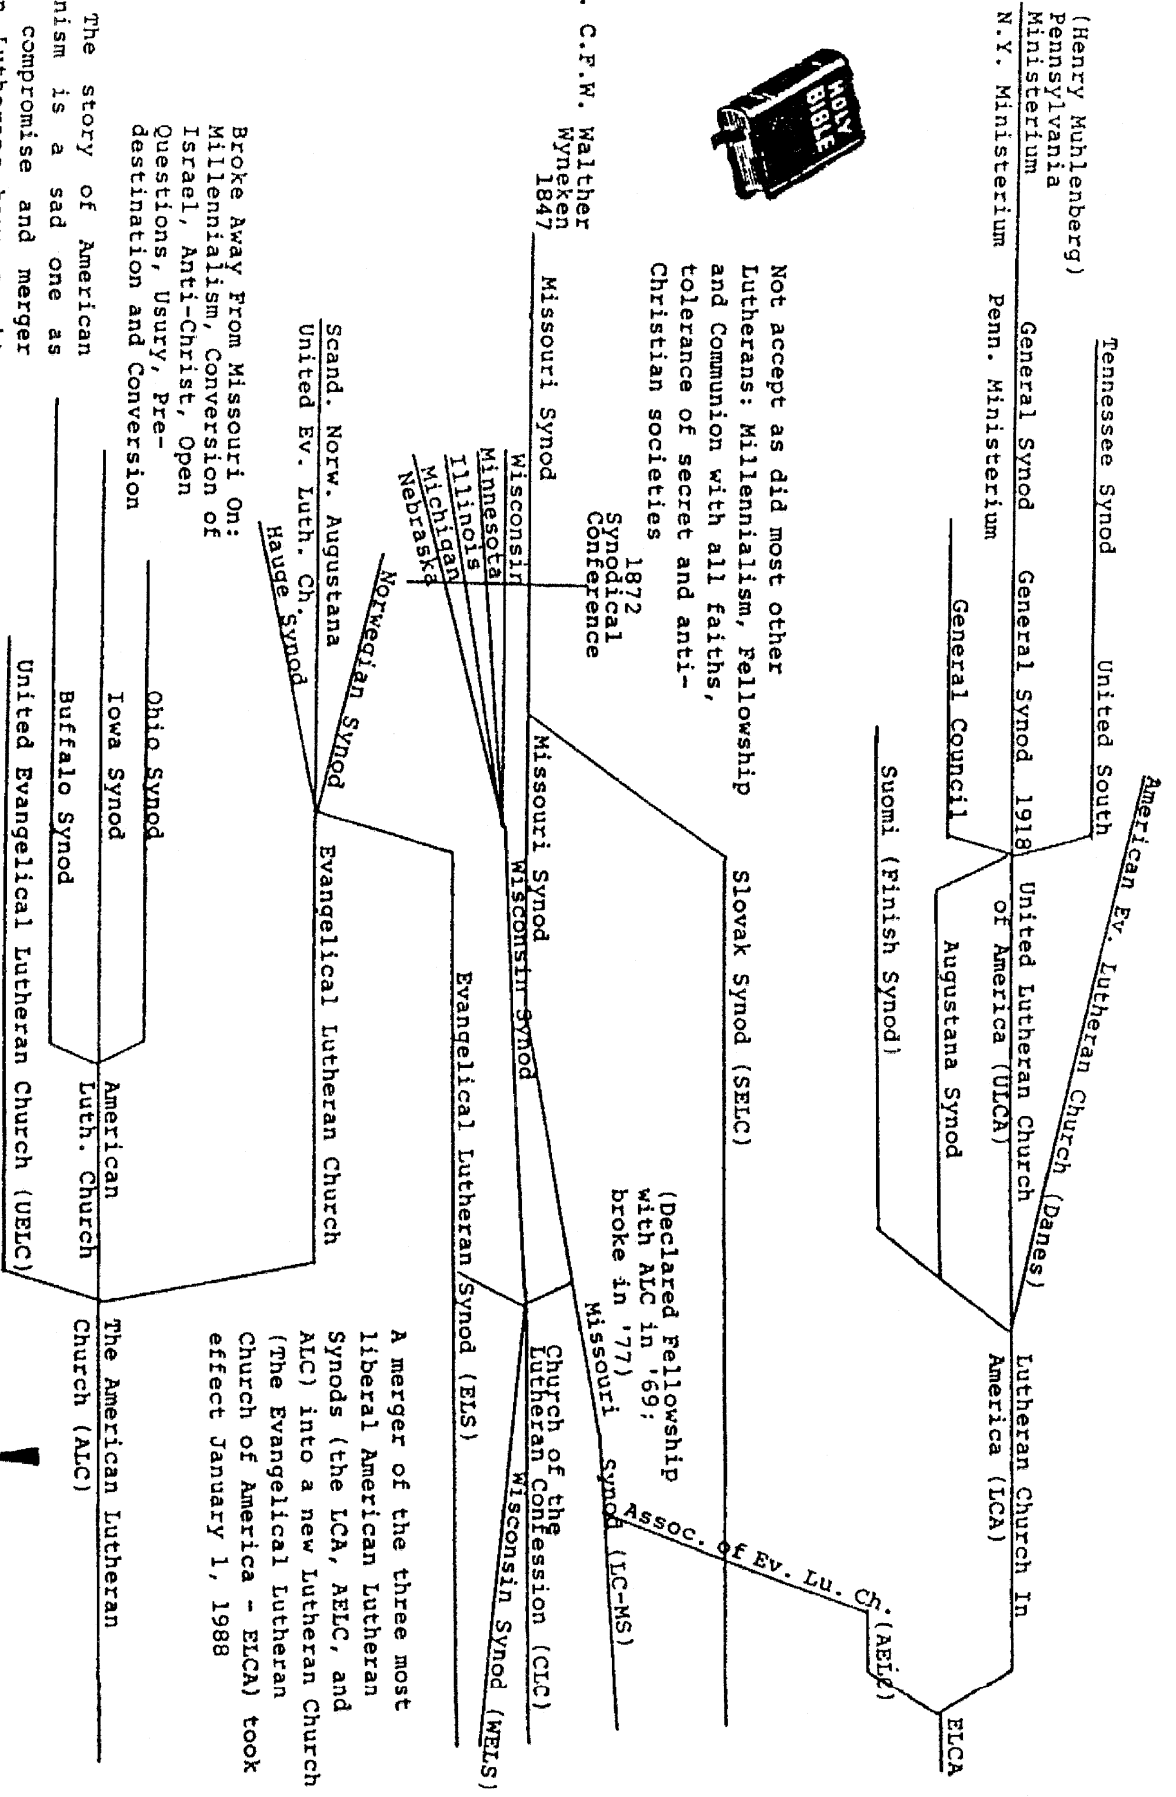 (Henry Muhlenberg)
Pennsylvania
Ministerium
N.Y. Ministerium
Penn. Ministerium
Tennessee Synod
United South
General Synod
General Synod 1918
General Council
American Ev. Lutheran Church (Danes)
United Lutheran Church
of America (ULCA)
Augustana Synod
Suomi (Finish Synod)
Lutheran Church In
America (LCA)
ELCA
HOLY
BIBLE
Not accept as did most other
Lutherans: Millennialism, Fellowship
and Communion with all faiths,
tolerance of secret and anti-
Christian societies
Slovak Synod (SELC)
(Declared Fellowship
with ALC in '69;
broke in '77)
Assoc. of Ev. Lu. Ch.
(AELC)
. C.F.W. Walther
Wyneken
1847
Missouri Synod
1872
Synodical
Conference
Missouri Synod
Missouri Synod (LC-MS)
Wisconsin
Minnesota
Illinois
Michigan
Nebraska
Wisconsin Synod
Church of the
Lutheran Confession (CLC)
Wisconsin Synod (WELS)
Evangelical Lutheran Synod (ELS)
Norwegian Synod
Scand. Norw. Augustana
United Ev. Luth. Ch.
Hauge Synod
Evangelical Lutheran Church
A merger of the three most
liberal American Lutheran
Synods (the LCA, AELC, and
ALC) into a new Lutheran Church
(The Evangelical Lutheran
Church of America - ELCA) took
effect January 1, 1988
Broke Away From Missouri On:
Millennialism, Conversion of
Israel, Anti-Christ, Open
Questions, Usury, Pre-
destination and Conversion
Ohio Synod
Iowa Synod
Buffalo Synod
American
Luth. Church
The American Lutheran
Church (ALC)
United Evangelical Lutheran Church (UELC)
The story of American
nism is a sad one as
compromise and merger